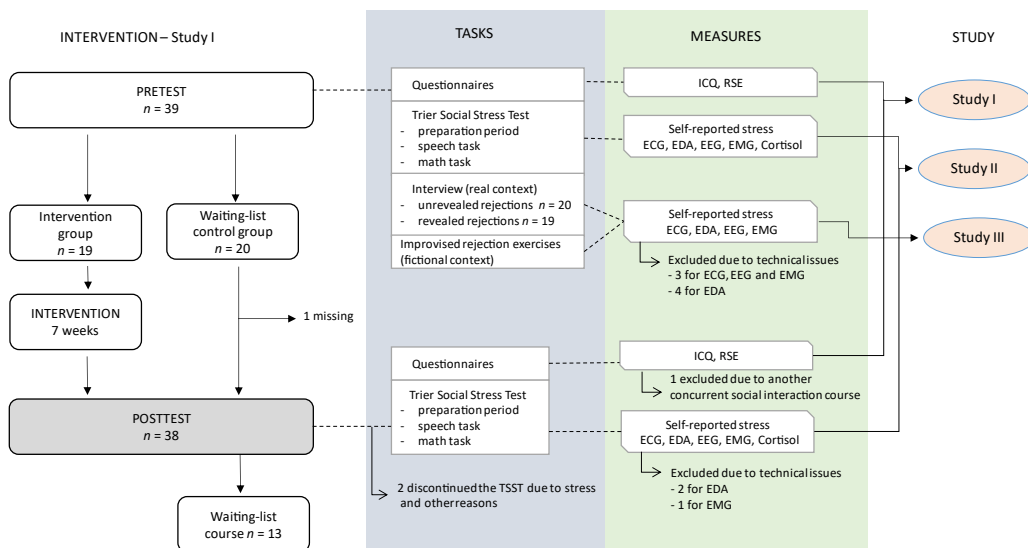 INTERVENTION – Study I
TASKS
MEASURES
STUDY
PRETEST
n = 39
Intervention
group
n = 19
Waiting-list
control group
n = 20
INTERVENTION
7 weeks
1 missing
POSTTEST
n = 38
Waiting-list
course n = 13
Questionnaires
Trier Social Stress Test
- preparation period
- speech task
- math task
Interview (real context)
- unrevealed rejections n = 20
- revealed rejections n = 19
Improvised rejection exercises
(fictional context)
Questionnaires
Trier Social Stress Test
- preparation period
- speech task
- math task
2 discontinued the TSST due to stress
and otherreasons
ICQ, RSE
Self-reported stress
ECG, EDA, EEG, EMG, Cortisol
Self-reported stress
ECG, EDA, EEG, EMG
Excluded due to technical issues
- 3 for ECG, EEG and EMG
- 4 for EDA
ICQ, RSE
1 excluded due to another
concurrent social interaction course
Self-reported stress
ECG, EDA, EEG, EMG, Cortisol
Excluded due to technical issues
- 2 for EDA
- 1 for EMG
Study I
Study II
Study III